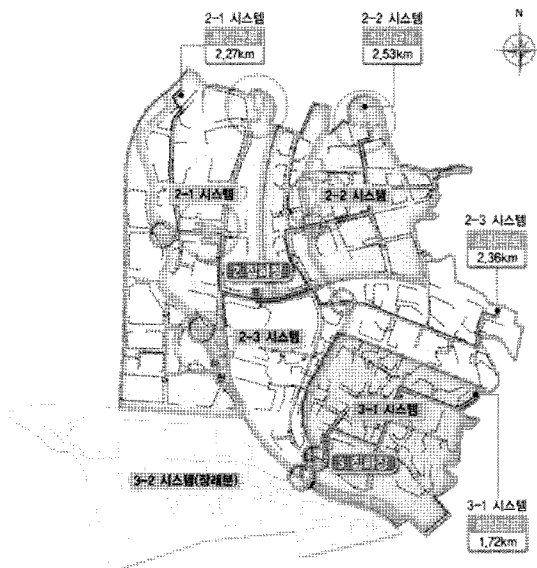 2-1 시스템
2.27km
2-2 시스템
2.53km
N
2-1 시스템
2-2 시스템
2-3 시스템
2.36km
2-3 시스템
3-1 시스템
3-2 시스템(장래분)
3-1 시스템
1.72km